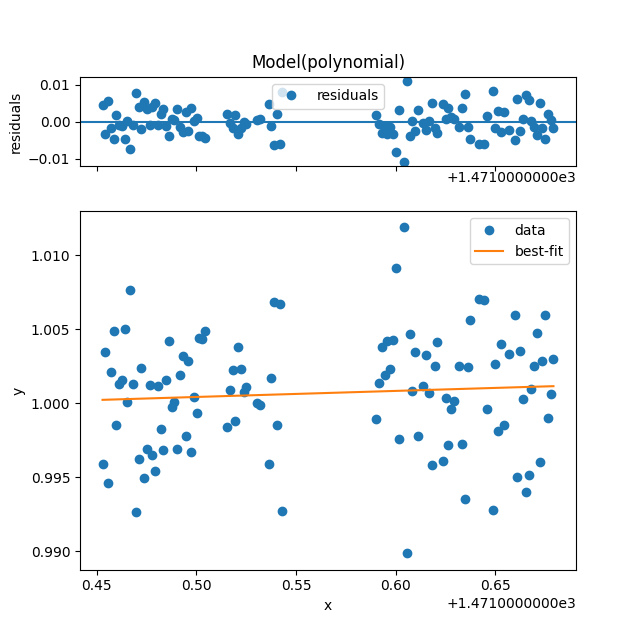 Model(polynomial)
residuals
0.01
0.00
−0.01
residuals
+1.4710000000e3
y
1.010
1.005
1.000
0.995
0.990
data
best-fit
0.45 0.50 0.55 0.60 0.65
x
+1.4710000000e3